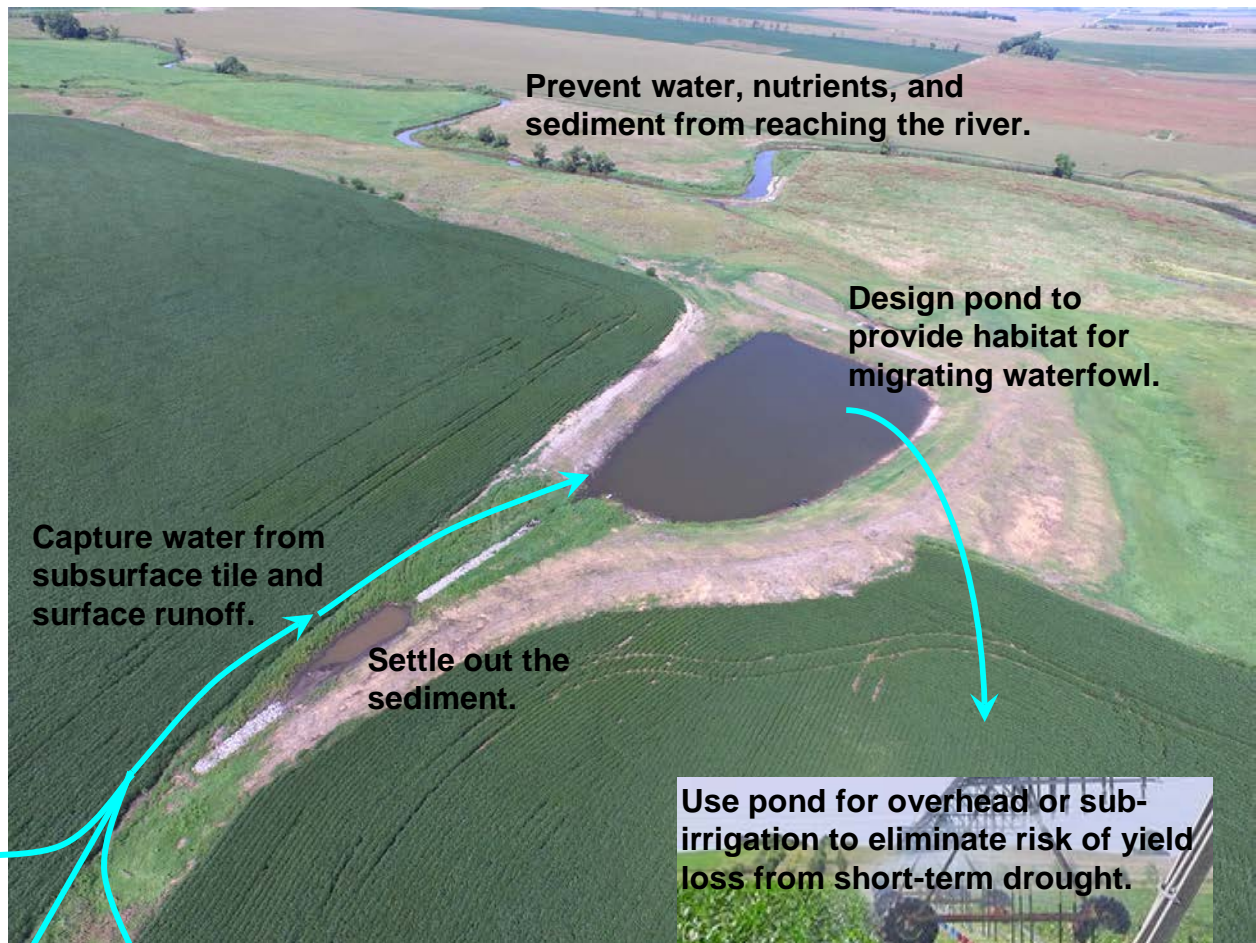 Prevent water, nutrients, and
sediment from reaching the river.
Design pond to
provide habitat for
migrating waterfowl.
Capture water from
subsurface tile and
surface runoff.
Settle out the
sediment.
Use pond for overhead or sub-
irrigation to eliminate risk of yield
loss from short-term drought.